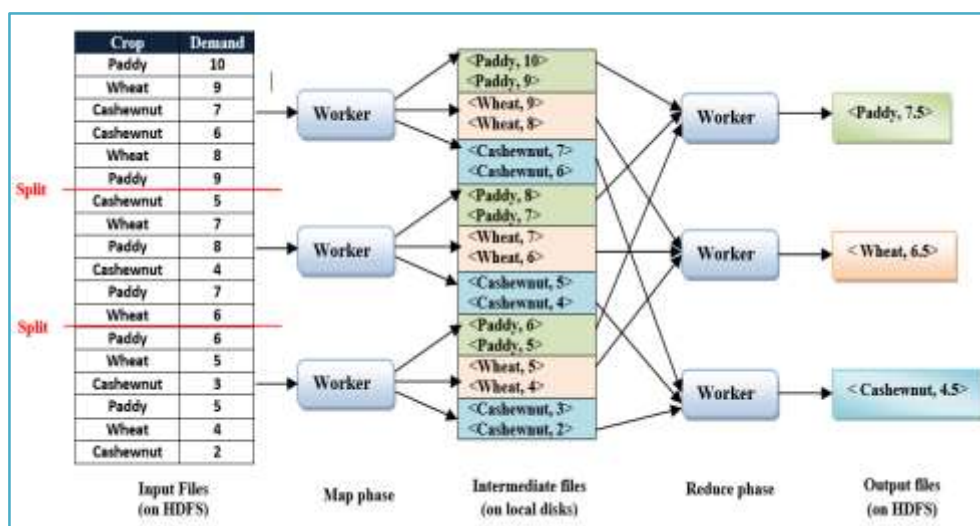 Crop Demand
Paddy 10
Wheat 9
Cashewnut 7
Cashewnut 6
Wheat 8
Paddy 9
Split
Cashewnut 5
Wheat 7
Paddy 8
Cashewnut 4
Paddy 7
Wheat 6
Split
Paddy 6
Wheat 5
Cashewnut 3
Paddy 5
Wheat 4
Cashewnut 2
Input Files
(on HDFS)
Worker
Worker
Worker
Map phase
<Paddy, 10>
<Paddy, 9>
<Wheat, 9>
<Wheat, 8>
<Cashewnut, 7>
<Cashewnut, 6>
<Paddy, 8>
<Paddy, 7>
<Wheat, 7>
<Wheat, 6>
<Cashewnut, 5>
<Cashewnut, 4>
<Paddy, 6>
<Paddy, 5>
<Wheat, 5>
<Wheat, 4>
<Cashewnut, 3>
<Cashewnut, 2>
Intermediate files
(on local disks)
Worker
Worker
Worker
Reduce phase
<Paddy, 7.5>
< Wheat, 6.5>
< Cashewnut, 4.5>
Output files
(on HDFS)